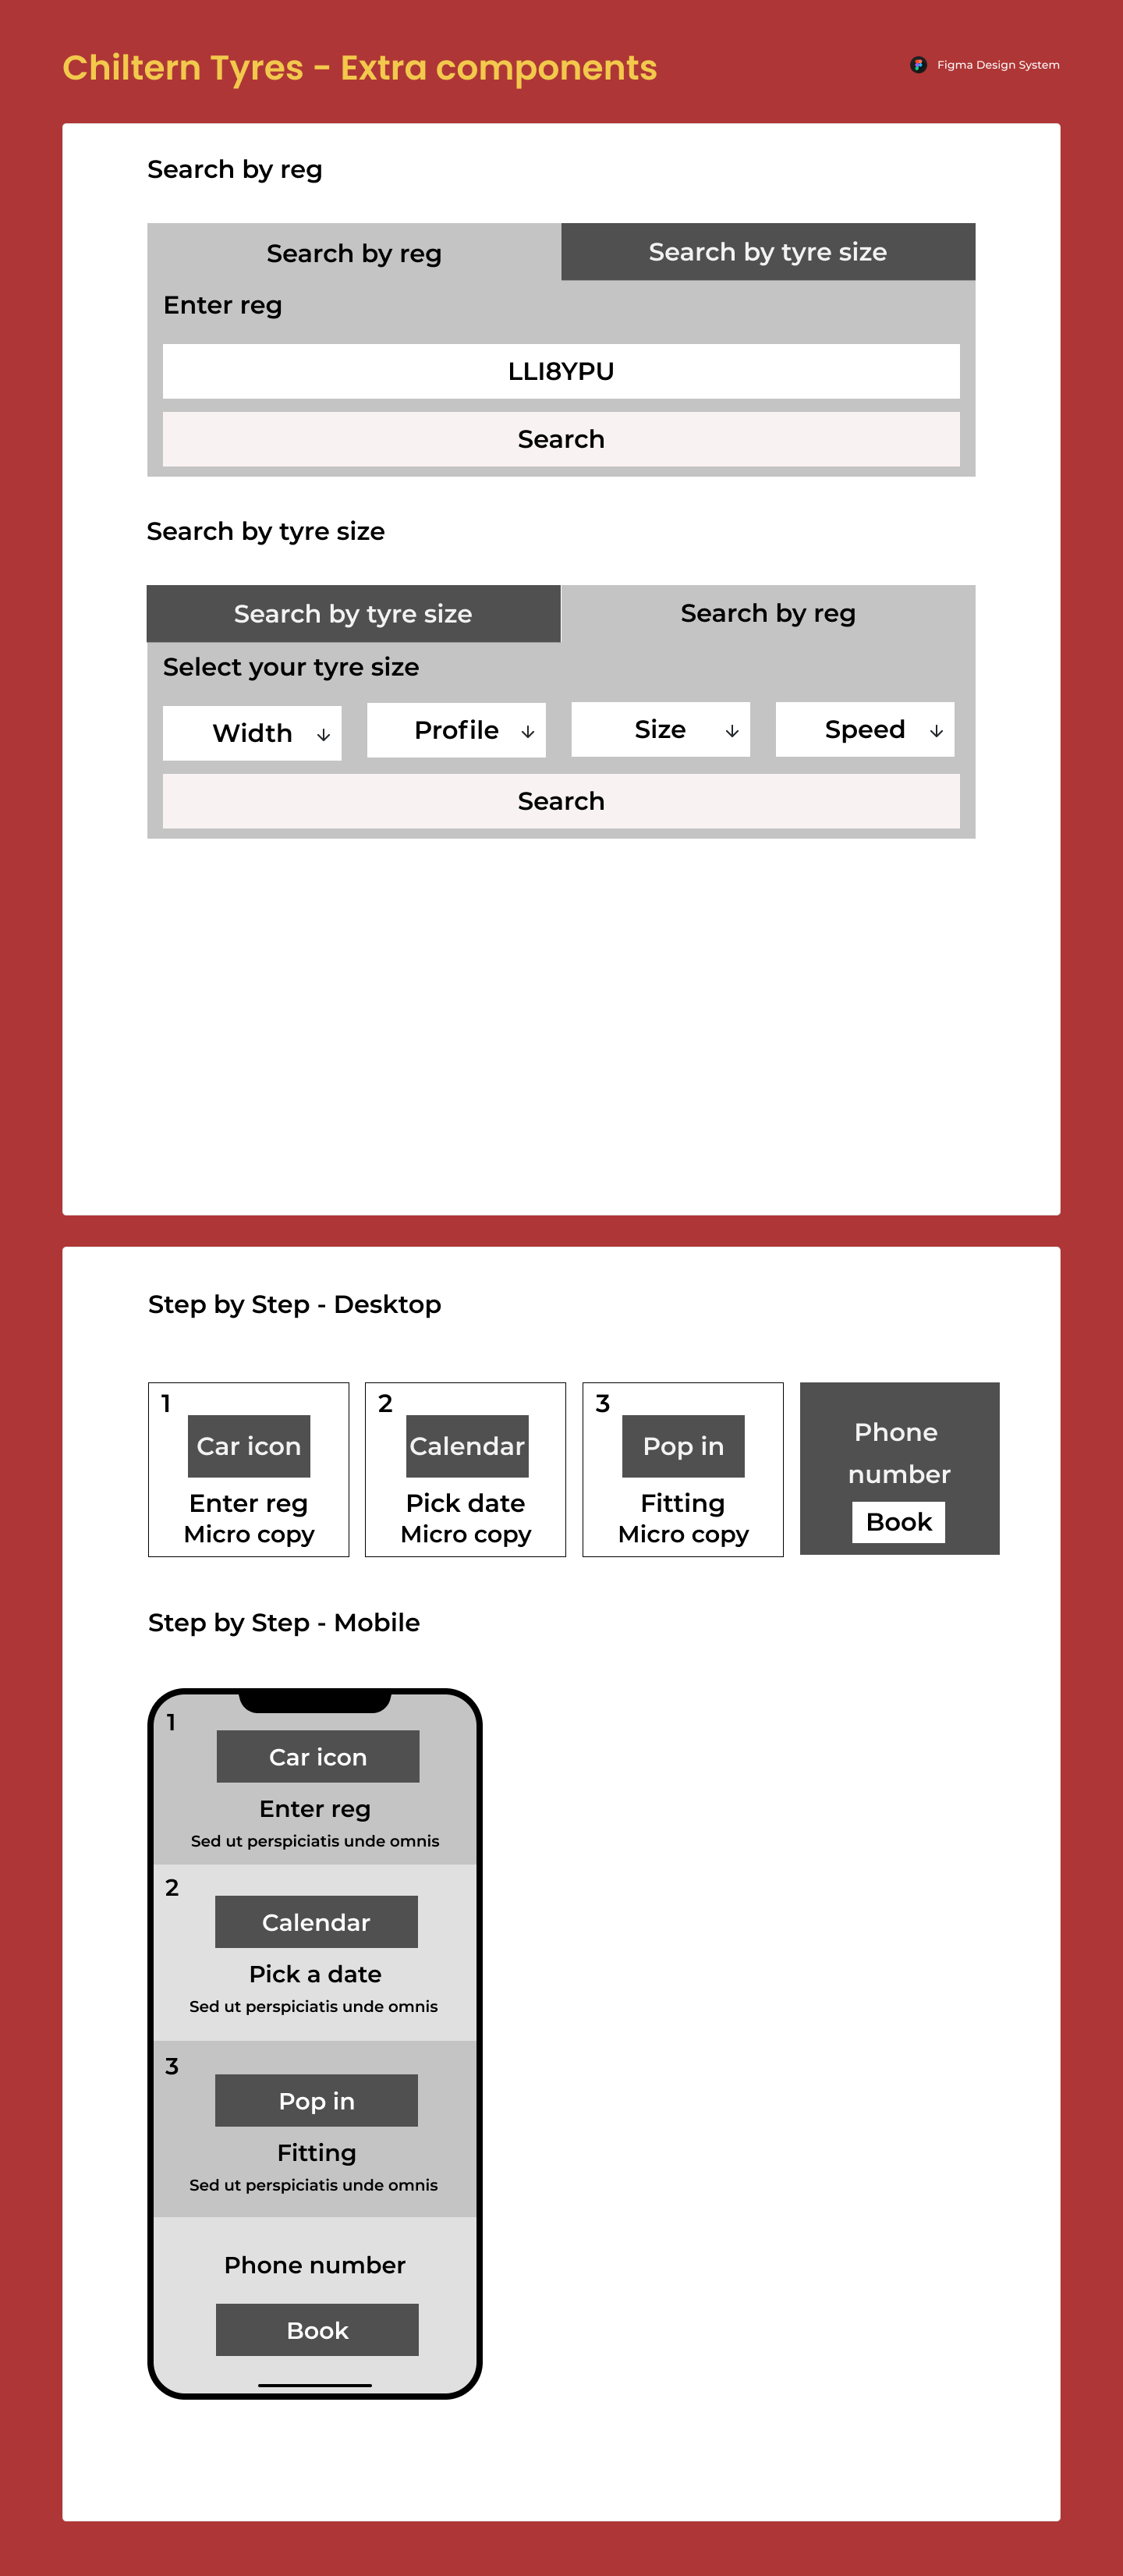 Chiltern Tyres - Extra components
Figma Design System
Search by reg
Search by reg
Search by tyre size
Enter reg
LLI8YPU
Search
Search by tyre size
Search by tyre size
Search by reg
Select your tyre size
Width ↓
Profile ↓
Size ↓
Speed ↓
Search
Step by Step - Desktop
1
Car icon
Enter reg
Micro copy
2
Calendar
Pick date
Micro copy
3
Pop in
Fitting
Micro copy
Phone
number
Book
Step by Step - Mobile
1
Car icon
Enter reg
Sed ut perspiciatis unde omnis
2
Calendar
Pick a date
Sed ut perspiciatis unde omnis
3
Pop in
Fitting
Sed ut perspiciatis unde omnis
Phone number
Book